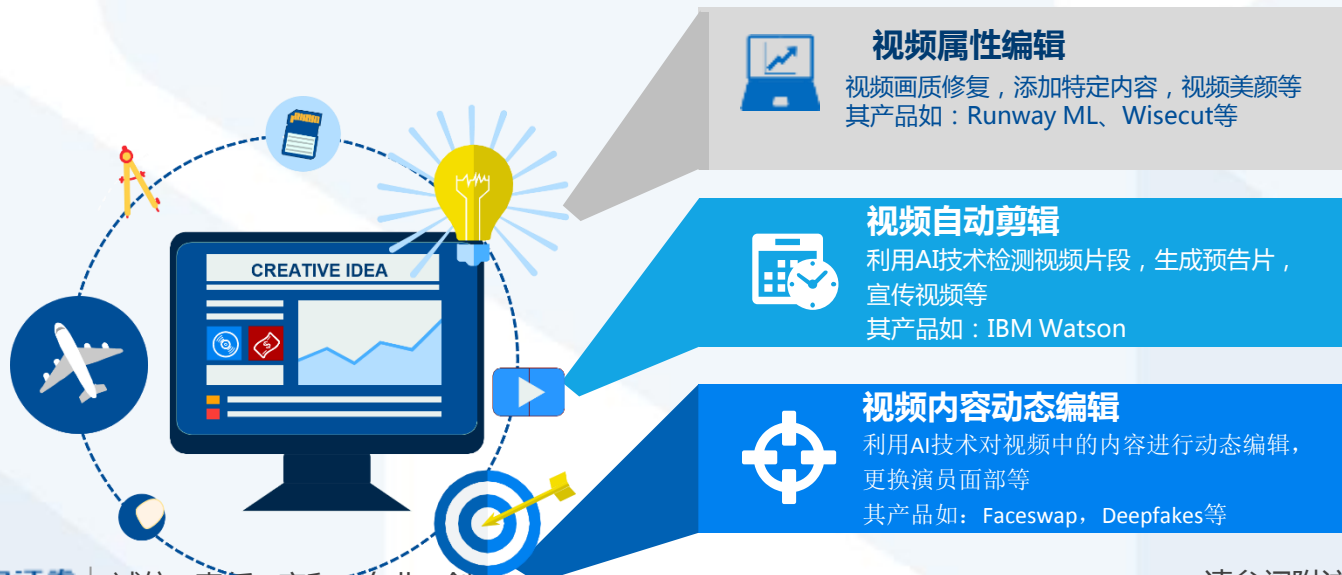 视频属性编辑
视频画质修复，添加特定内容，视频美颜等
其产品如：Runway ML、Wisecut等
CREATIVE IDEA
视频自动剪辑
利用AI技术检测视频片段，生成预告片，
宣传视频等
其产品如：IBM Watson
视频内容动态编辑
利用AI技术对视频中的内容进行动态编辑，
更换演员面部等
其产品如：Faceswap，Deepfakes等